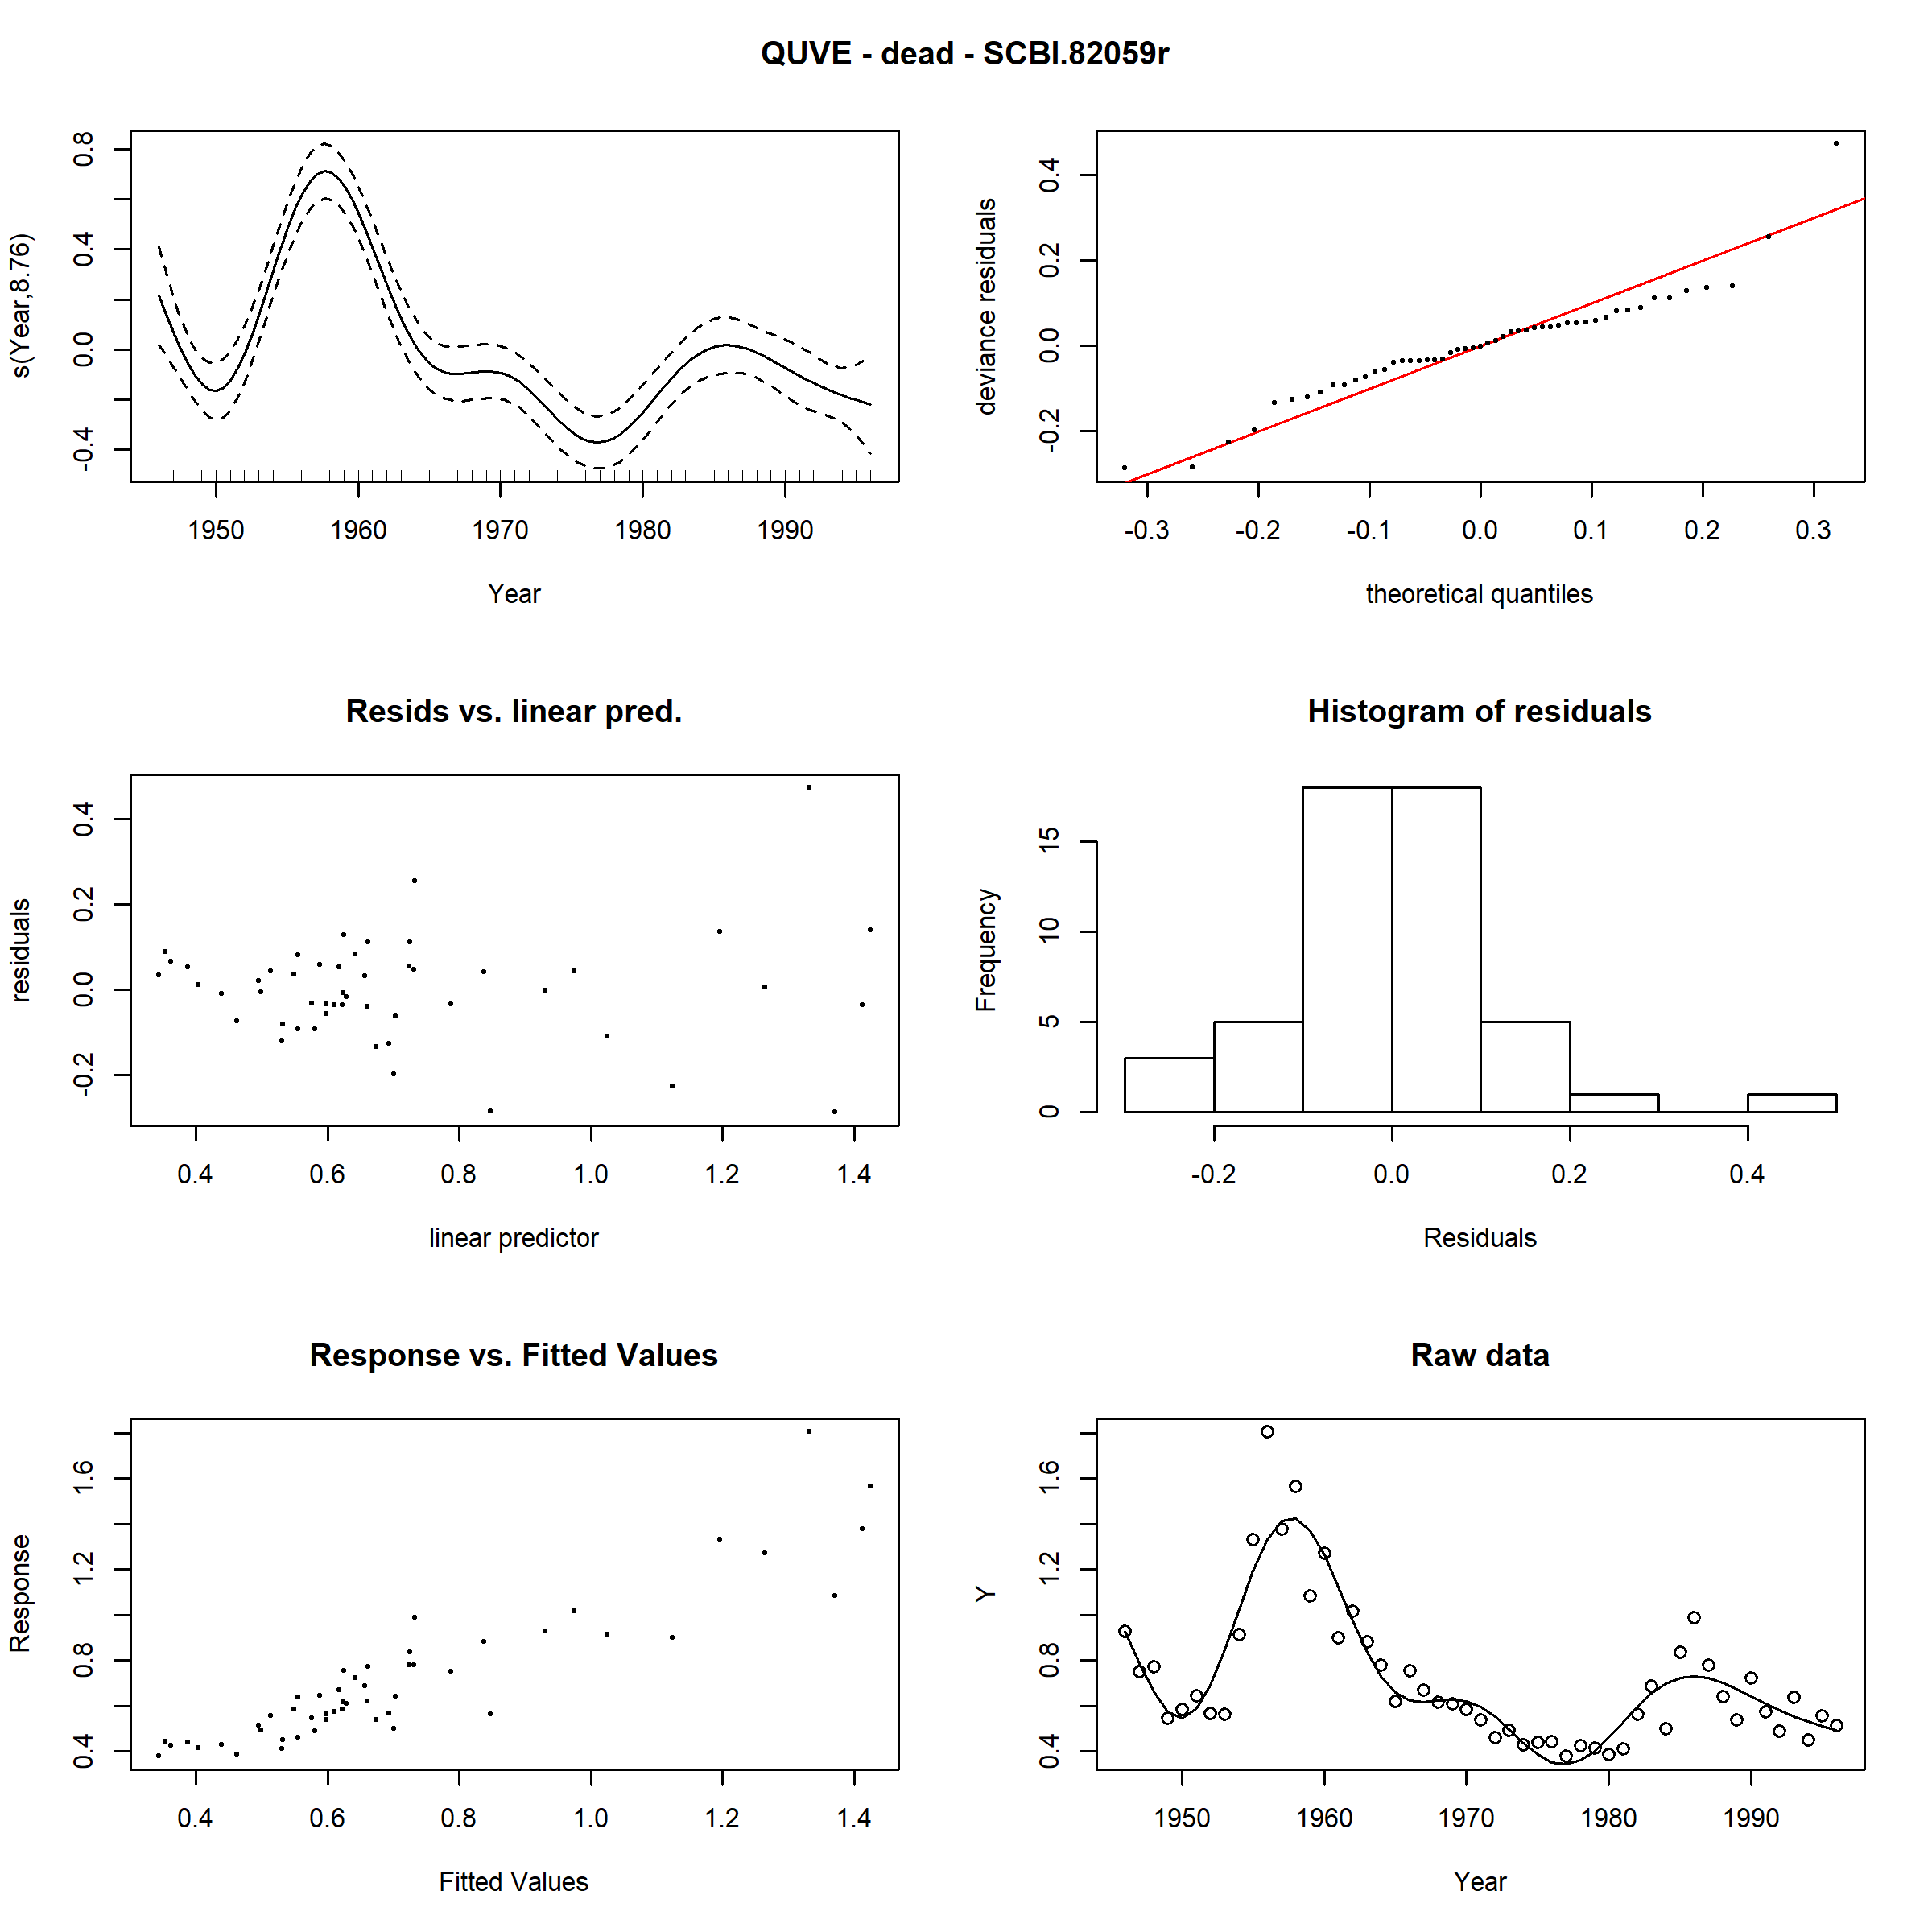 QUVE - dead - SCBI.82059r
s(Year,8.76)
0.8
0.4
0.0
-0.4
1950 1960 1970 1980 1990
Year
deviance residuals
0.4
0.2
0.0
-0.2
-0.3 -0.2 -0.1 0.0 0.1 0.2 0.3
theoretical quantiles
Resids vs. linear pred.
residuals
0.4
0.2
0.0
-0.2
0.4 0.6 0.8 1.0 1.2 1.4
linear predictor
Histogram of residuals
Frequency
15
10
5
0
-0.2 0.0 0.2 0.4
Residuals
Response vs. Fitted Values
Response
1.6
1.2
0.8
0.4
0.4 0.6 0.8 1.0 1.2 1.4
Fitted Values
Raw data
Y
1.6
1.2
0.8
0.4
1950 1960 1970 1980 1990
Year